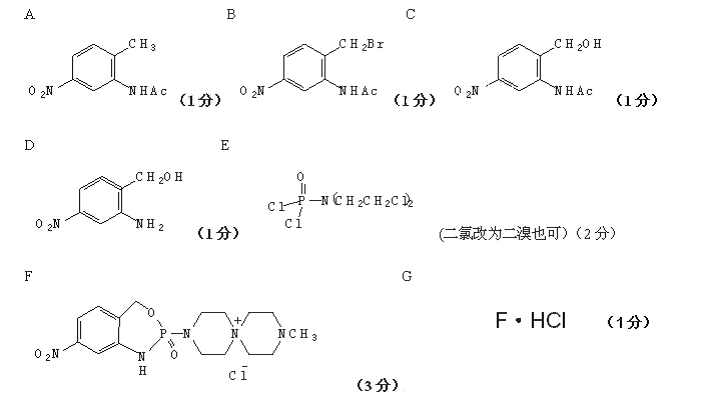 A B C
CH3 CH2Br CH2OH
O2N NHAc (1分) O2N NHAc (1分) O2N NHAc (1分)
D E
CH2OH O
Cl P N(CH2CH2Cl)2
O2N NH2 (1分) Cl (二氯改为二溴也可)(2分)
F G
O F • HCl (1分)
P N N+ NCH3
O2N N O
H Cl-
(3分)